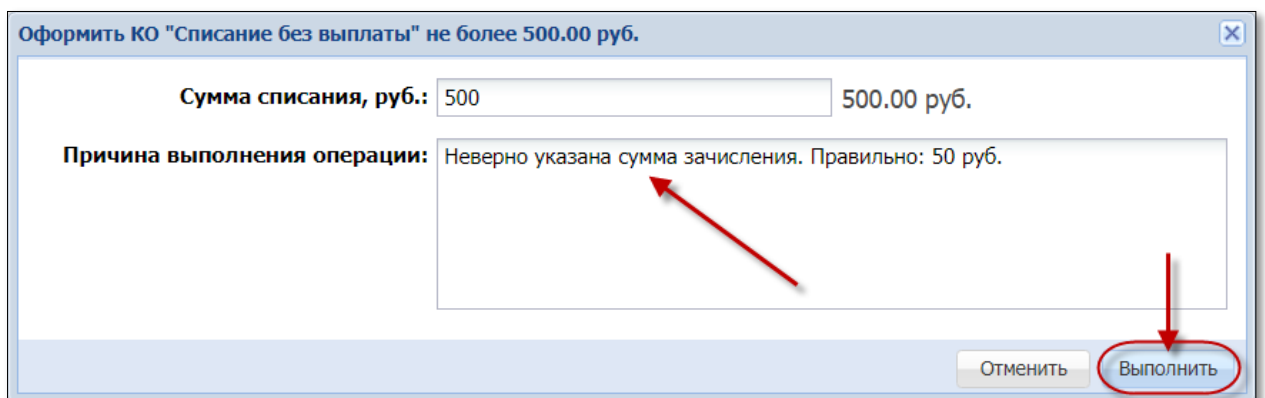 Оформить КО "Списание без выплаты" не более 500.00 руб.
Сумма списания, руб.: 500 500.00 руб.
Причина выполнения операции: Неверно указана сумма зачисления. Правильно: 50 руб.
Отменить Выполнить